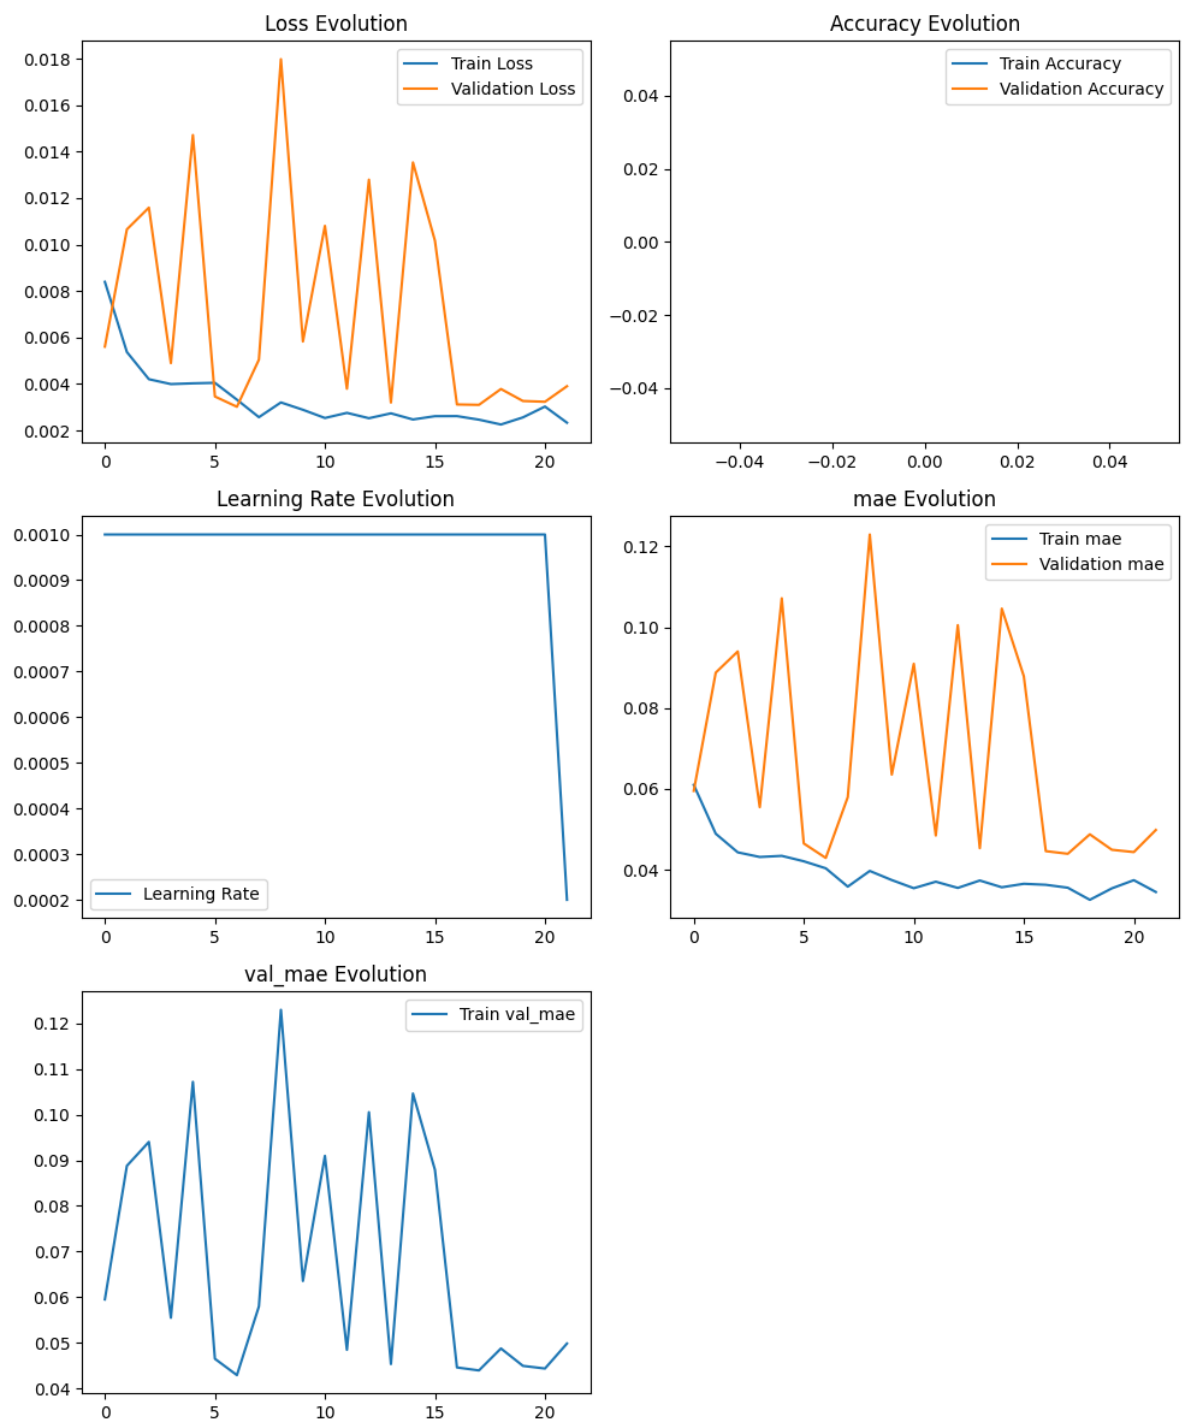 Loss Evolution
Train Loss
Validation Loss
0.018
0.016
0.014
0.012
0.010
0.008
0.006
0.004
0.002
0 5 10 15 20
Accuracy Evolution
Train Accuracy
Validation Accuracy
0.04
0.02
0.00
−0.02
−0.04
−0.04 −0.02 0.00 0.02 0.04
Learning Rate Evolution
0.0010
0.0009
0.0008
0.0007
0.0006
0.0005
0.0004
0.0003
0.0002
Learning Rate
0 5 10 15 20
mae Evolution
Train mae
Validation mae
0.12
0.10
0.08
0.06
0.04
0 5 10 15 20
val_mae Evolution
Train val_mae
0.12
0.11
0.10
0.09
0.08
0.07
0.06
0.05
0.04
0 5 10 15 20